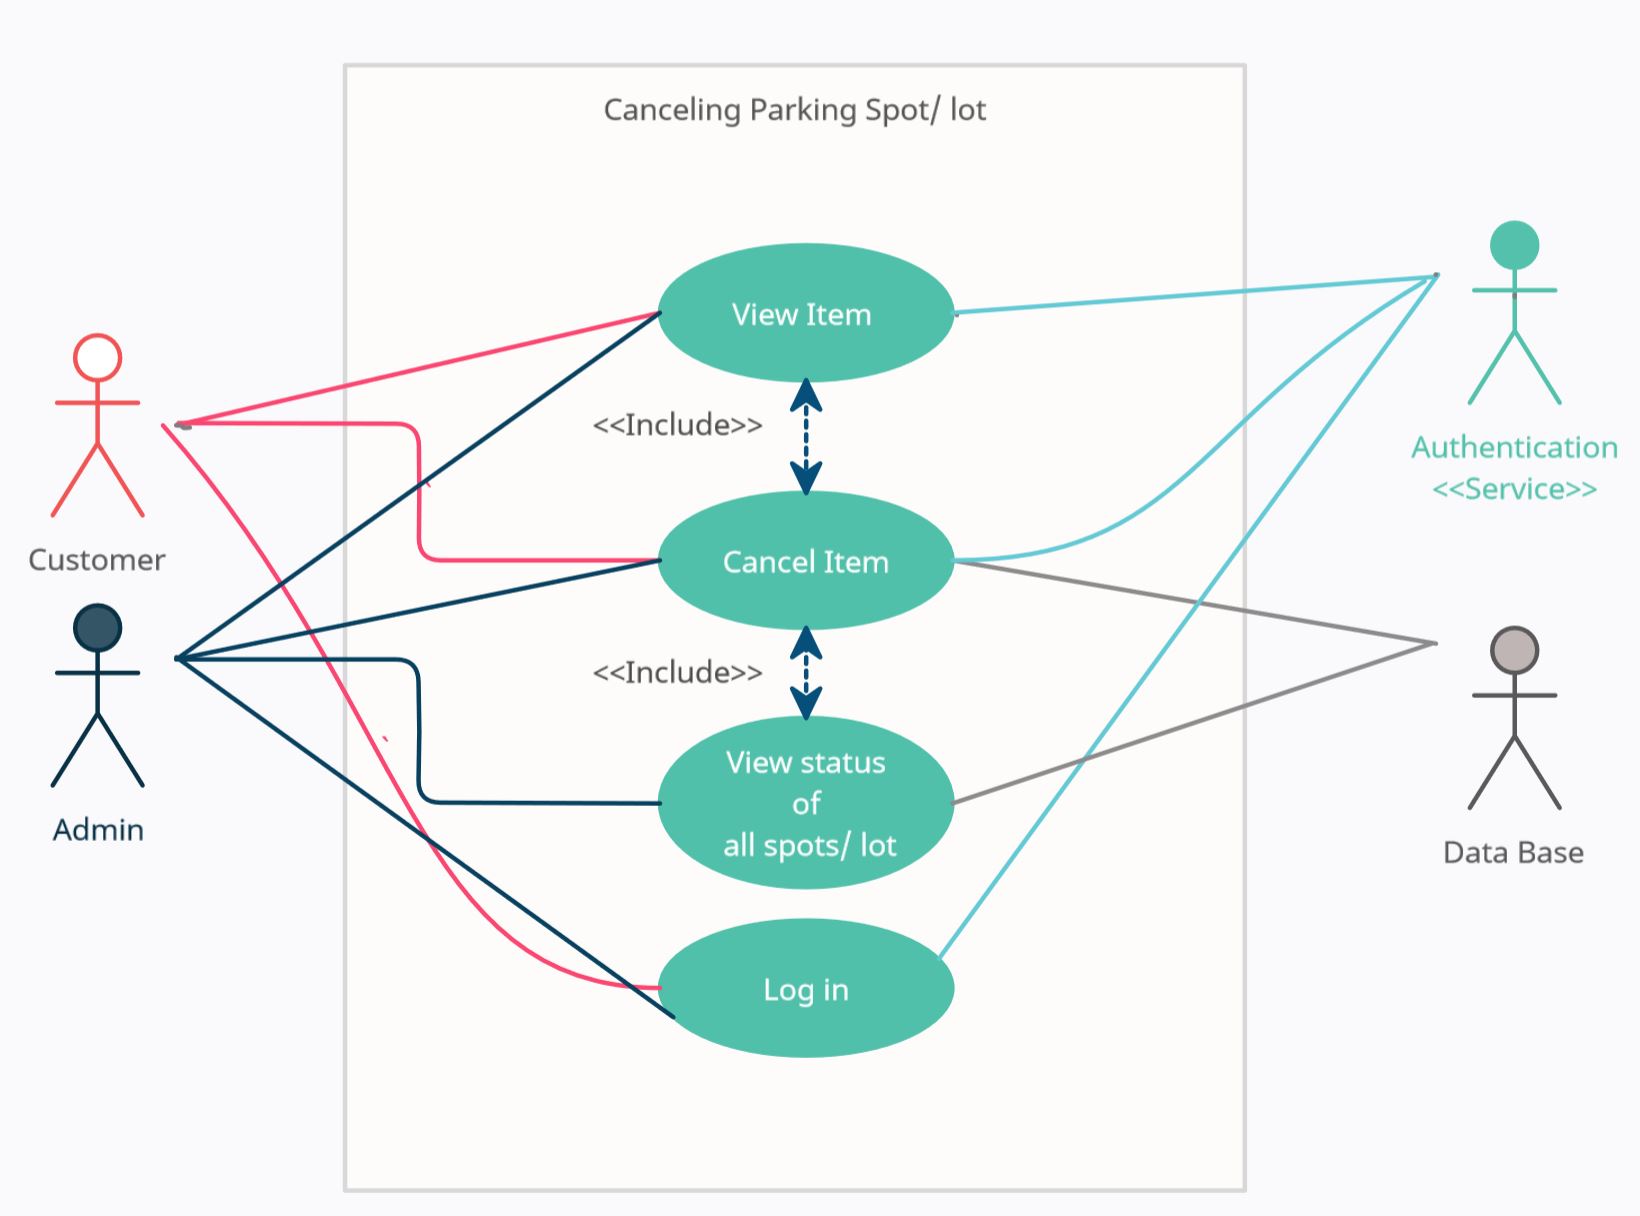 Canceling Parking Spot/ lot
View Item
<<Include>>
Cancel Item
<<Include>>
View status
of
all spots/ lot
Log in
Customer
Admin
Authentication
<<Service>>
Data Base